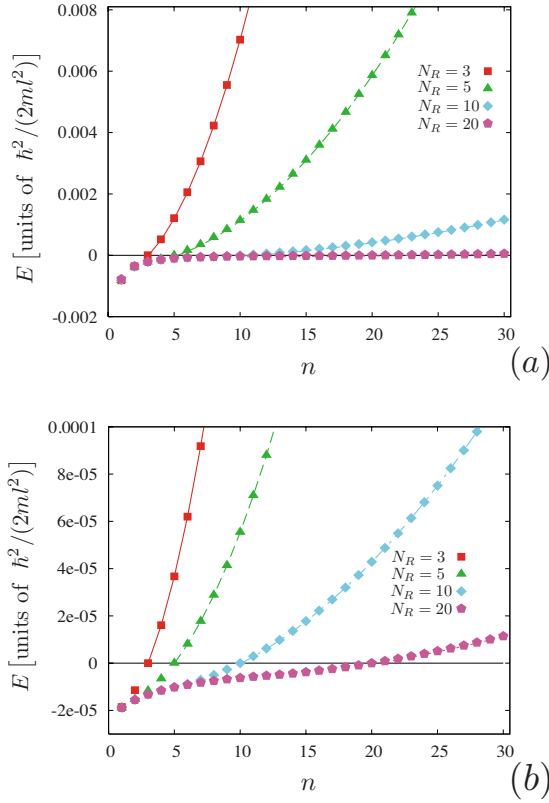 0.008
0.006
0.004
0.002
0
-0.002
E [units of ħ²/(2ml²)]
N_R = 3
N_R = 5
N_R = 10
N_R = 20
0 5 10 15 20 25 30
n
(a)
0.0001
8e-05
6e-05
4e-05
2e-05
0
-2e-05
E [units of ħ²/(2ml²)]
N_R = 3
N_R = 5
N_R = 10
N_R = 20
0 5 10 15 20 25 30
n
(b)